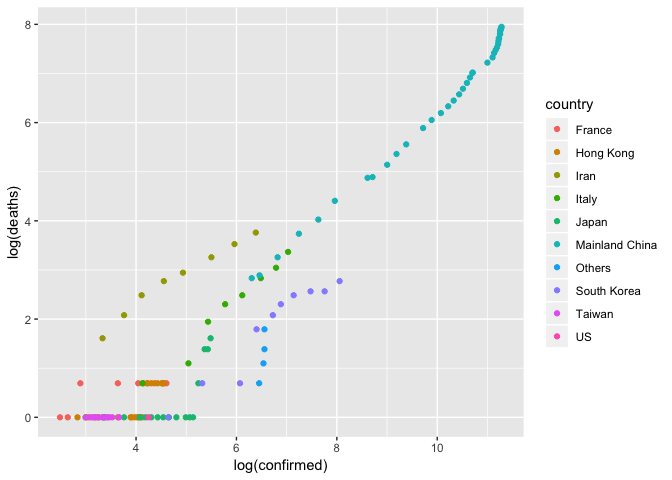 8
6
4
2
0
log(deaths)
4
6
8
10
log(confirmed)
country
France
Hong Kong
Iran
Italy
Japan
Mainland China
Others
South Korea
Taiwan
US